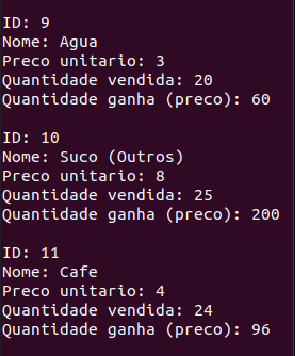 ID: 9
Nome: Agua
Preco unitario: 3
Quantidade vendida: 20
Quantidade ganha (preco): 60
ID: 10
Nome: Suco (Outros)
Preco unitario: 8
Quantidade vendida: 25
Quantidade ganha (preco): 200
ID: 11
Nome: Cafe
Preco unitario: 4
Quantidade vendida: 24
Quantidade ganha (preco): 96